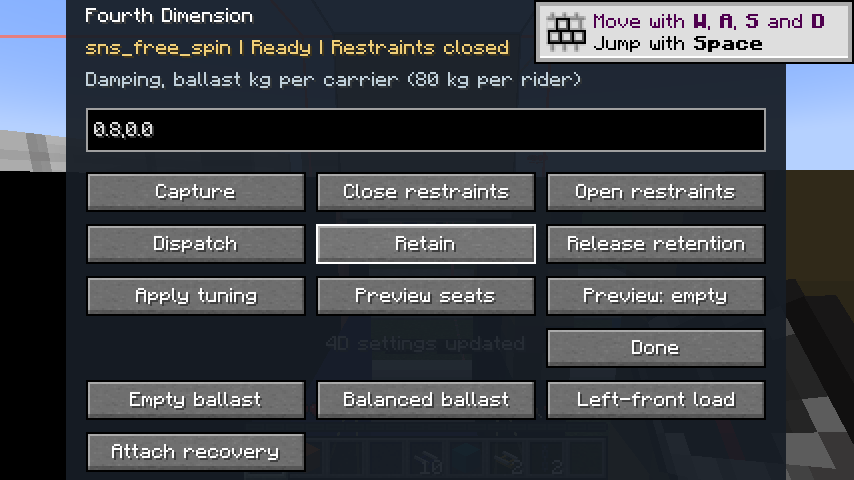 Fourth Dimension
sns_free_spin | Ready | Restraints closed
Damping, ballast kg per carrier (80 kg per rider)
Move with W, A, S and D
Jump with Space
0.8,0.0
Capture
Close restraints
Open restraints
Dispatch
Retain
Release retention
Apply tuning
Preview seats
Preview: empty
4D settings updated
Done
Empty ballast
Balanced ballast
Left-front load
Attach recovery
10
2
2